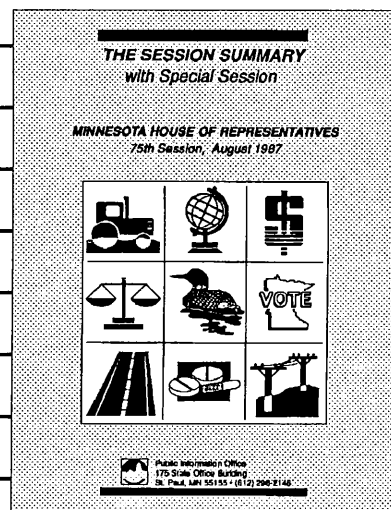 THE SESSION SUMMARY
with Special Session
MINNESOTA HOUSE OF REPRESENTATIVES
75th Session, August 1987
VOTE
Public Information Office
175 State Office Building
St. Paul, MN 55155 • (612) 296-2146